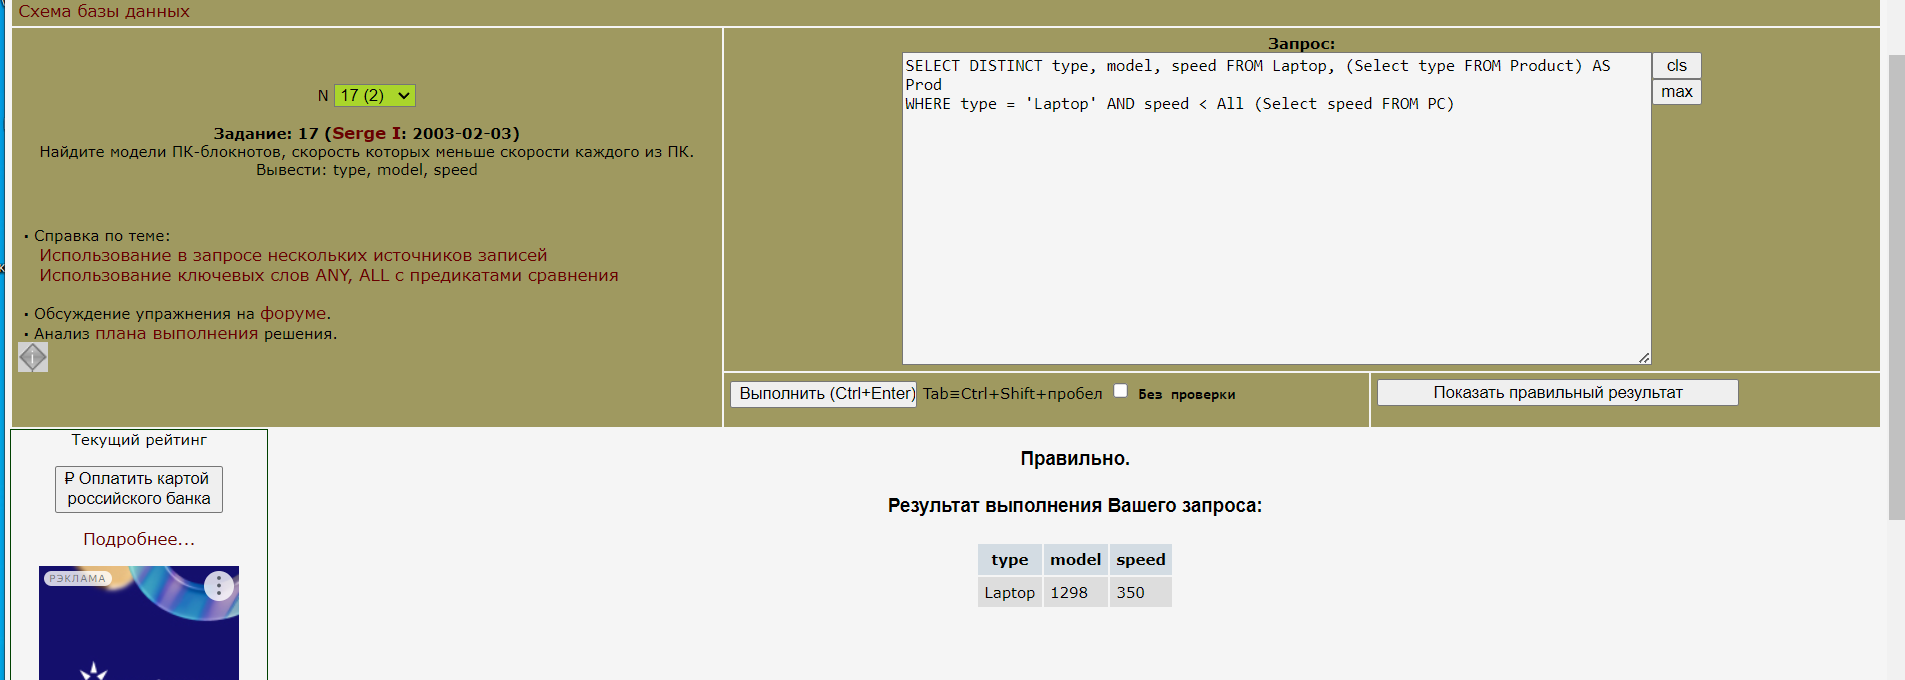 Схема базы данных
N 17 (2)
Задание: 17 (Serge I: 2003-02-03)
Найдите модели ПК-блокнотов, скорость которых меньше скорости каждого из ПК.
Вывести: type, model, speed
· Справка по теме:
Использование в запросе нескольких источников записей
Использование ключевых слов ANY, ALL с предикатами сравнения
· Обсуждение упражнения на форуме.
· Анализ плана выполнения решения.
Запрос:
SELECT DISTINCT type, model, speed FROM Laptop, (Select type FROM Product) AS
Prod
WHERE type = 'Laptop' AND speed < All (Select speed FROM PC)
cls
max
Выполнить (Ctrl+Enter) Tab≡Ctrl+Shift+пробел Без проверки
Показать правильный результат
Текущий рейтинг
₽ Оплатить картой
российского банка
Подробнее...
РЭКЛАМА
Правильно.
Результат выполнения Вашего запроса:
type model speed
Laptop 1298 350